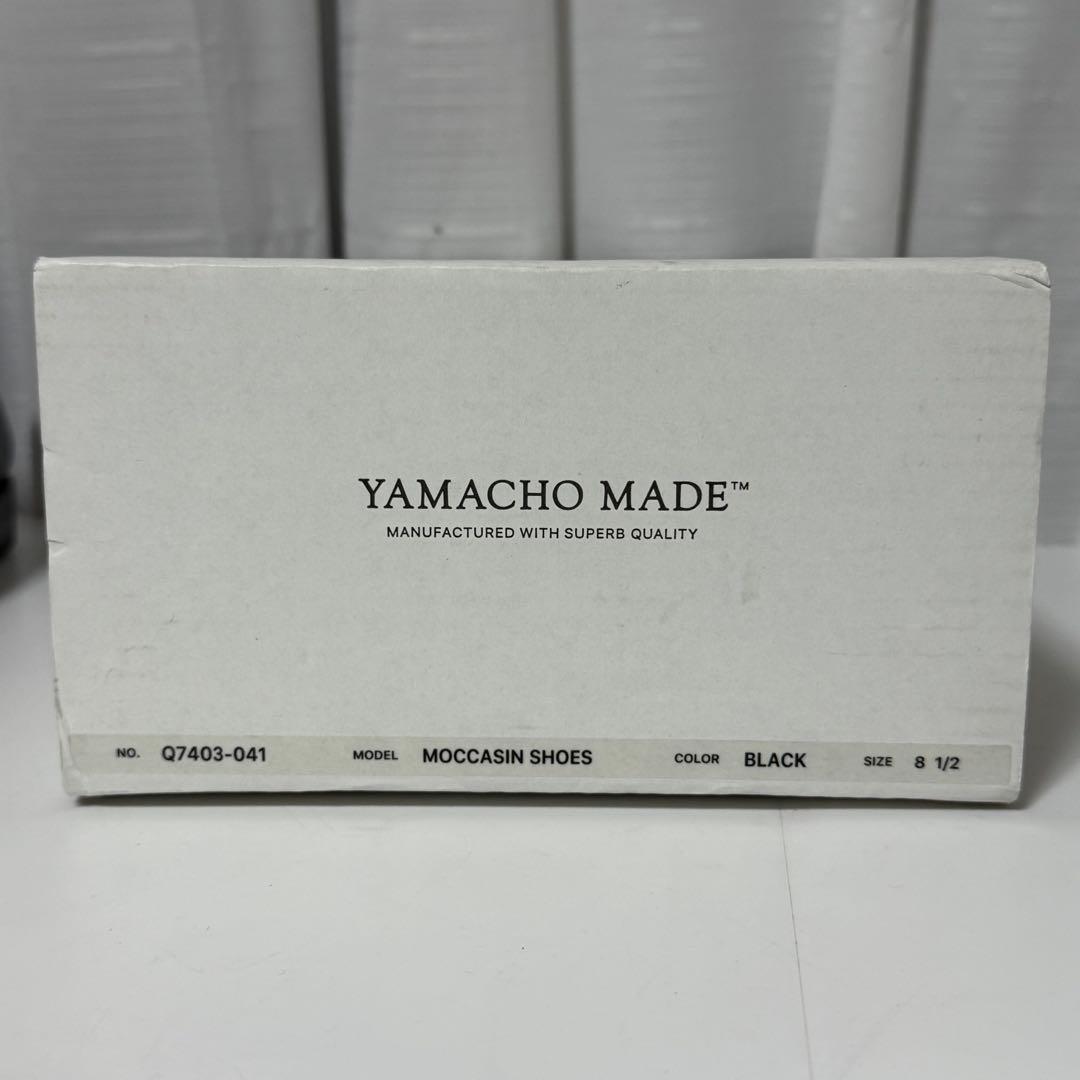 YAMACHO MADE™
MANUFACTURED WITH SUPERB QUALITY
NO. Q7403-041 MODEL MOCCASIN SHOES COLOR BLACK SIZE 8 1/2